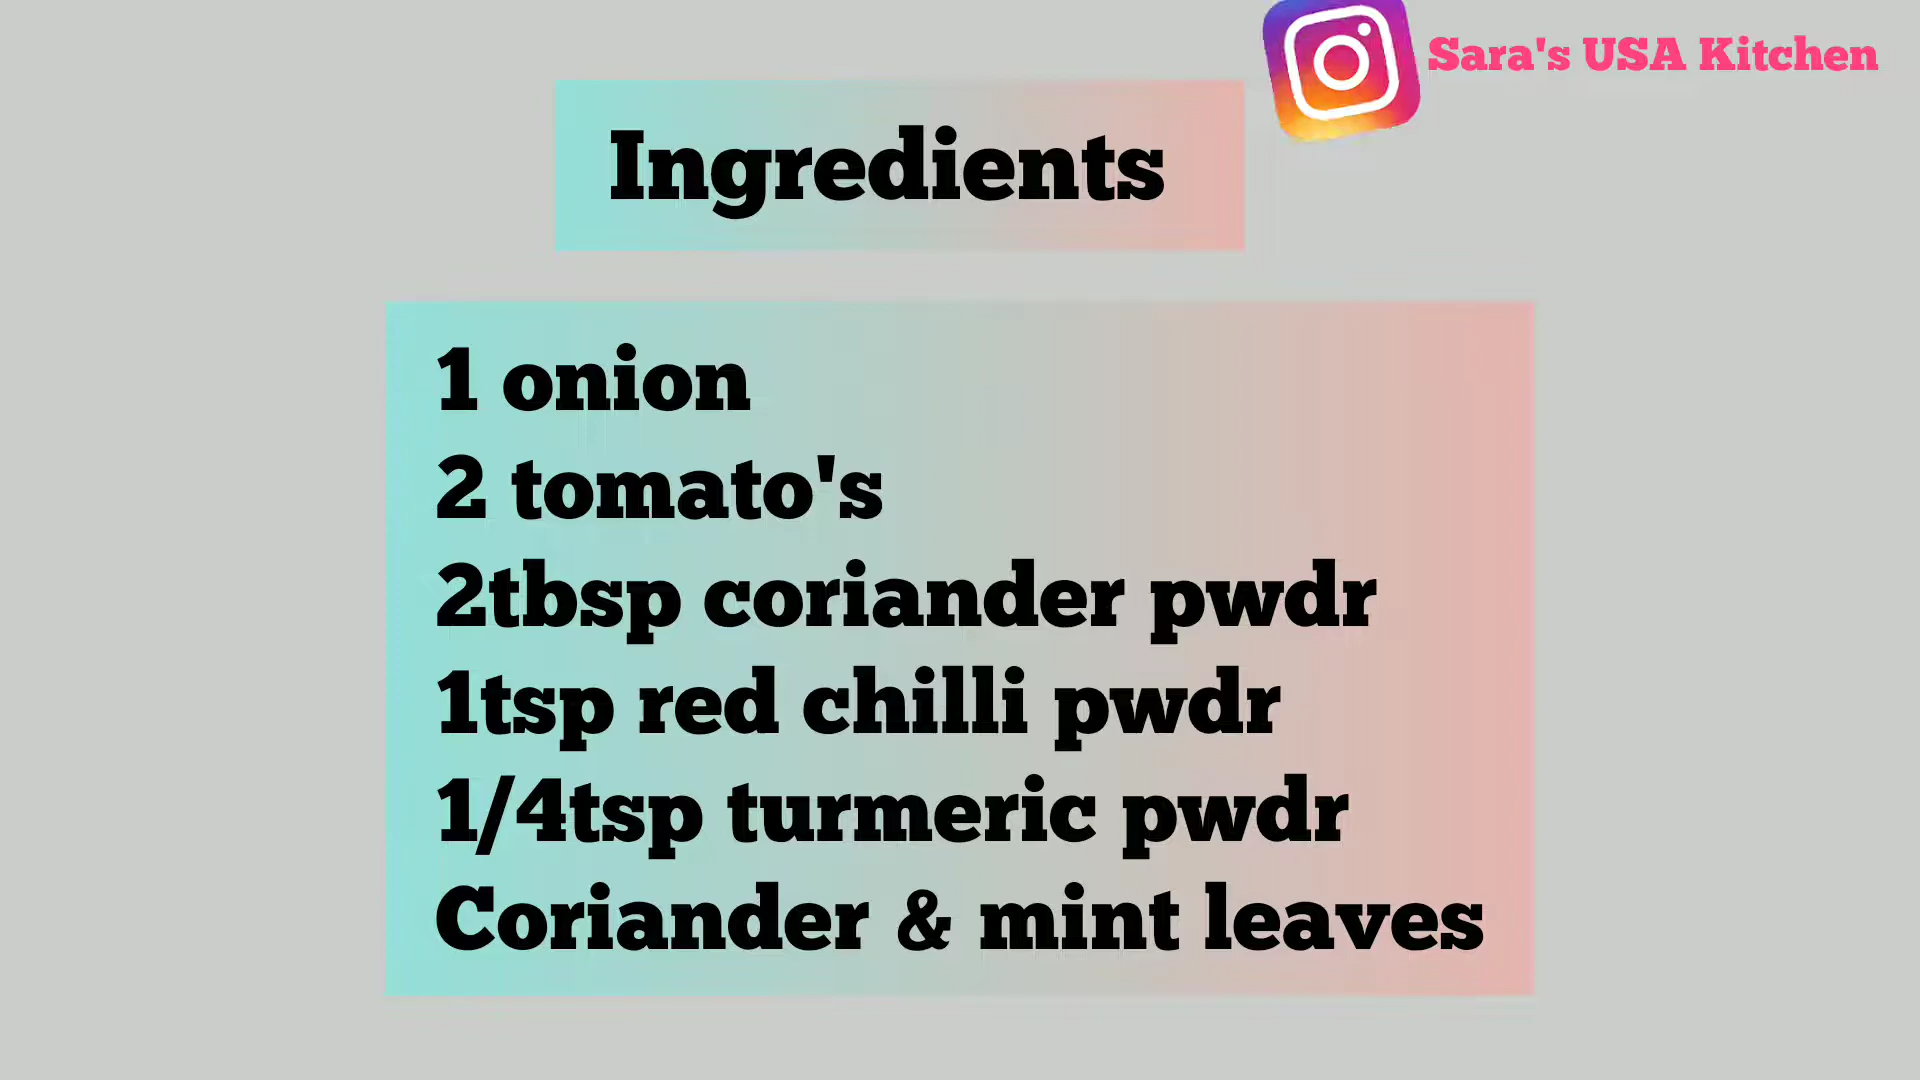 Sara's USA Kitchen
Ingredients
1 onion
2 tomato's
2tbsp coriander pwdr
1tsp red chilli pwdr
1/4tsp turmeric pwdr
Coriander & mint leaves